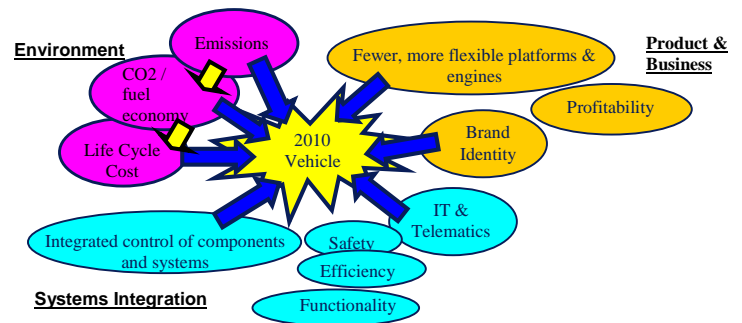 Environment
Emissions
CO2 /
fuel
economy
Life Cycle
Cost
2010
Vehicle
Fewer, more flexible platforms &
engines
Product &
Business
Profitability
Brand
Identity
IT &
Telematics
Integrated control of components
and systems
Safety
Efficiency
Functionality
Systems Integration